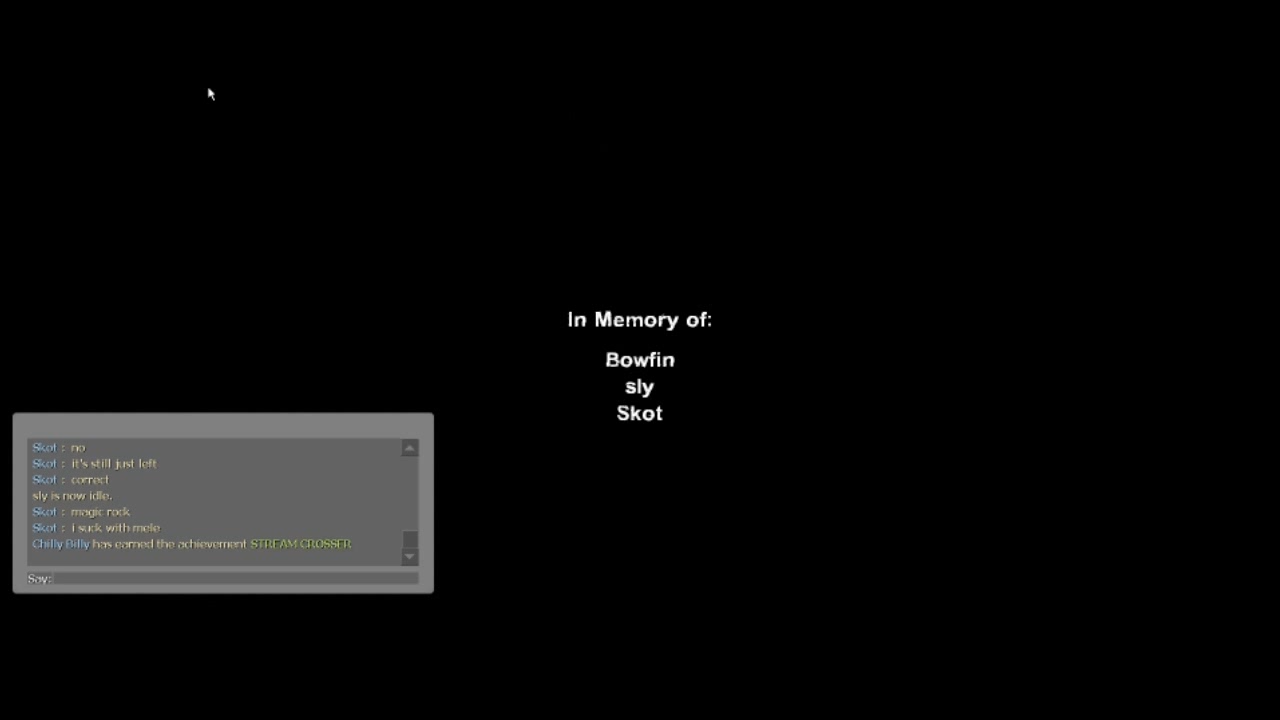 In Memory of:
Bowfin
sly
Skot
Skot : no
Skot : it's still just left
Skot : correct
sly is now idle.
Skot : magic rock
Skot : i suck with mele
Chilly Billy has earned the achievement STREAM CROSSER
Say: